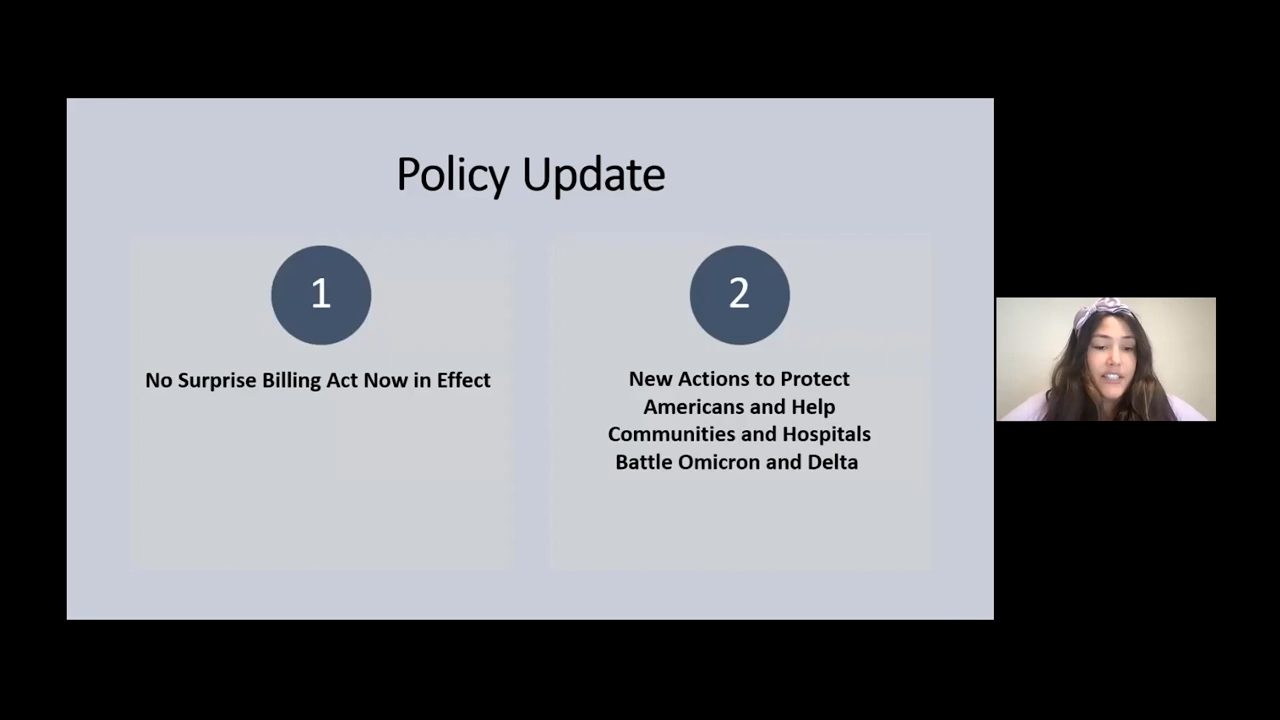 Policy Update
1
No Surprise Billing Act Now in Effect
2
New Actions to Protect
Americans and Help
Communities and Hospitals
Battle Omicron and Delta